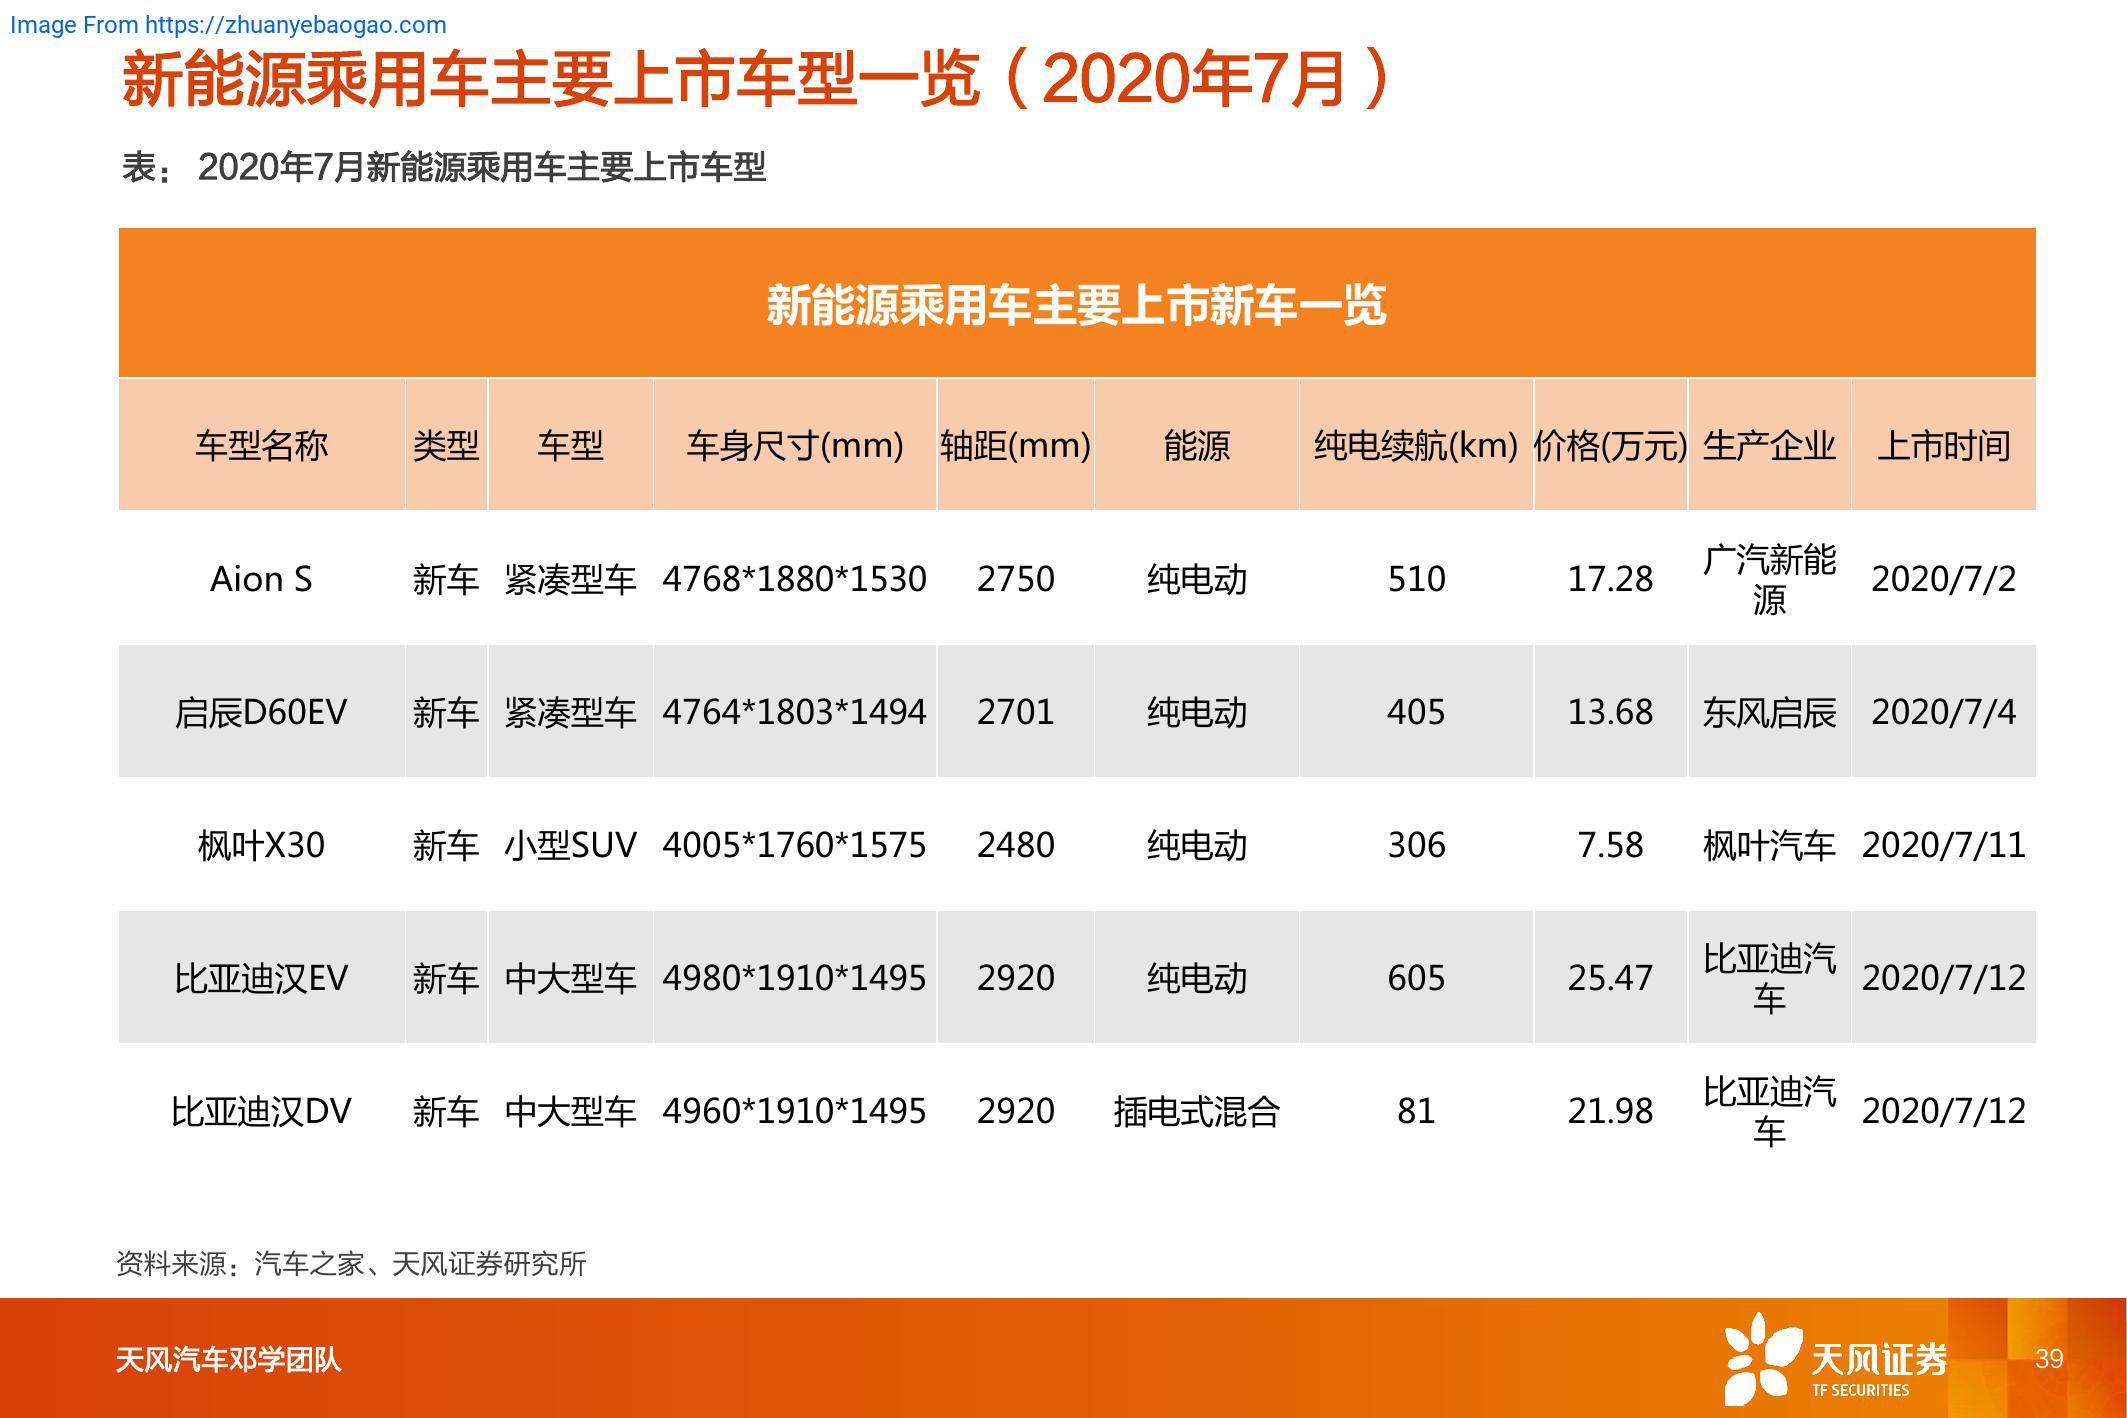 Image From https://zhuanyebaogao.com
新能源乘用车主要上市车型一览（2020年7月）
表： 2020年7月新能源乘用车主要上市车型
新能源乘用车主要上市新车一览
车型名称 类型 车型 车身尺寸(mm) 轴距(mm) 能源 纯电续航(km) 价格(万元) 生产企业 上市时间
Aion S 新车 紧凑型车 4768*1880*1530 2750 纯电动 510 17.28 广汽新能源 2020/7/2
启辰D60EV 新车 紧凑型车 4764*1803*1494 2701 纯电动 405 13.68 东风启辰 2020/7/4
枫叶X30 新车 小型SUV 4005*1760*1575 2480 纯电动 306 7.58 枫叶汽车 2020/7/11
比亚迪汉EV 新车 中大型车 4980*1910*1495 2920 纯电动 605 25.47 比亚迪汽车 2020/7/12
比亚迪汉DV 新车 中大型车 4960*1910*1495 2920 插电式混合 81 21.98 比亚迪汽车 2020/7/12
资料来源：汽车之家、天风证券研究所
天风汽车邓学团队
天风证券
TF SECURITIES
39